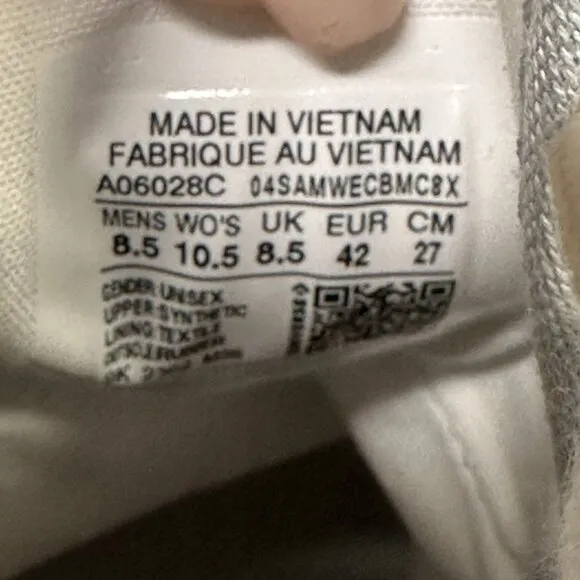 MADE IN VIETNAM
FABRIQUE AU VIETNAM
A06028C 04SAMWECBMC8X
MENS WO'S UK EUR CM
8.5 10.5 8.5 42 27
GENDER: UNISEX
UPPER: SYNTHETIC
LINING: TEXTILE